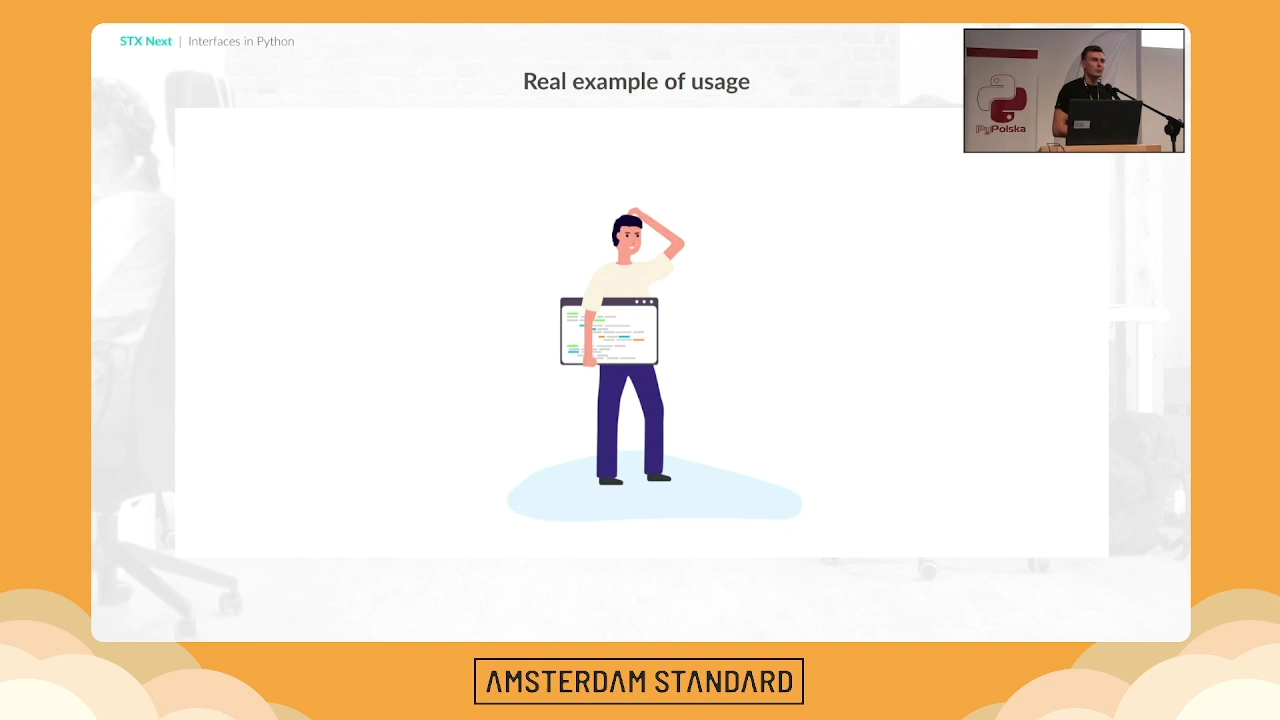 STX Next | Interfaces in Python
Real example of usage
PyPolska
AMSTERDAM STANDARD